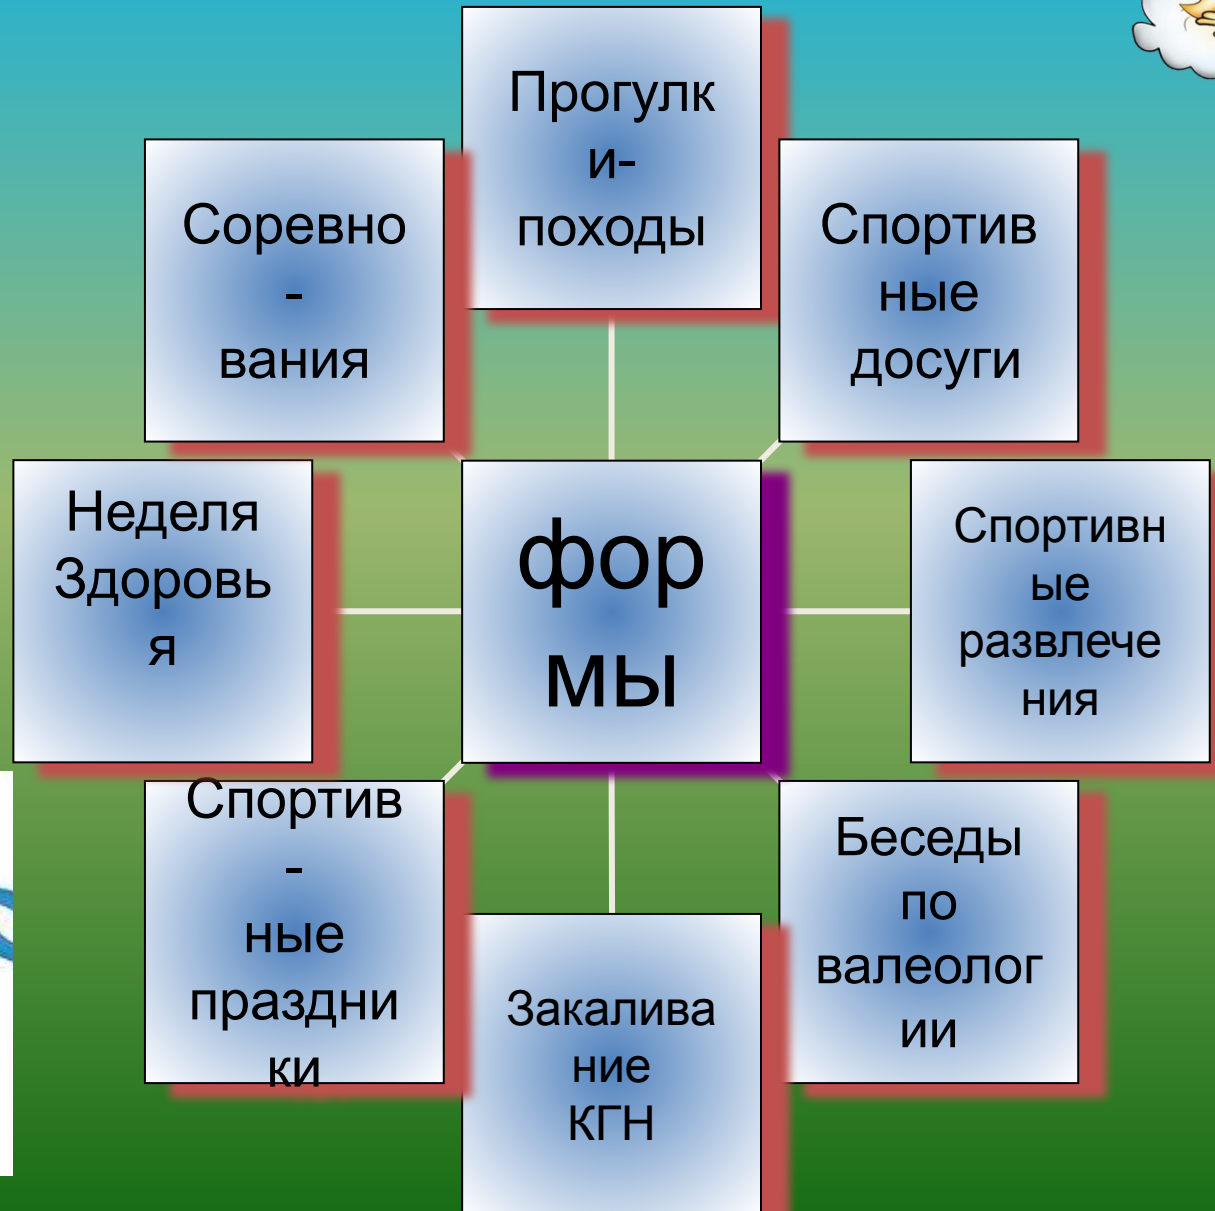 Прогулк
и-
походы
Соревно
-
вания
Спортив
ные
досуги
Неделя
Здоровь
я
фор
мы
Спортивн
ые
развлече
ния
Спортив
-
ные
праздни
ки
Закалива
ние
КГН
Беседы
по
валеолог
ии